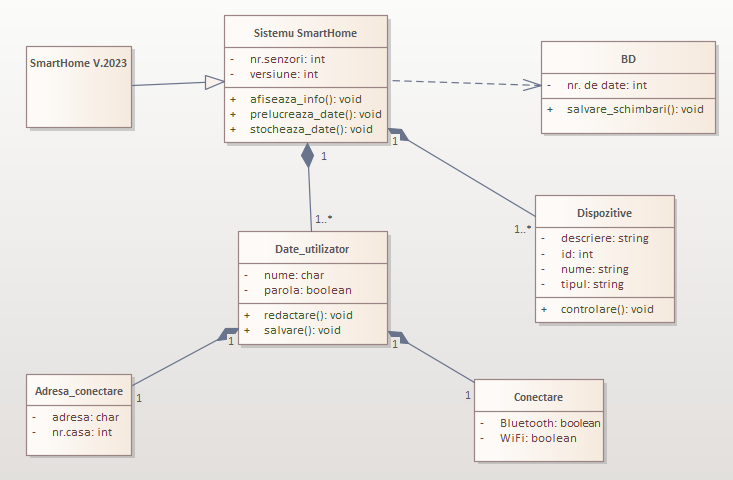 SmartHome V.2023
Sistemu SmartHome
- nr.senzori: int
- versiune: int
+ afiseaza_info(): void
+ prelucreaza_date(): void
+ stocheaza_date(): void
BD
- nr. de date: int
+ salvare_schimbari(): void
1
1
1..*
1..*
Dispozitive
- descriere: string
- id: int
- nume: string
- tipul: string
+ controlare(): void
Date_utilizator
- nume: char
- parola: boolean
+ redactare(): void
+ salvare(): void
1
1
Adresa_conectare
- adresa: char
- nr.casa: int
1
1
Conectare
- Bluetooth: boolean
- WiFi: boolean